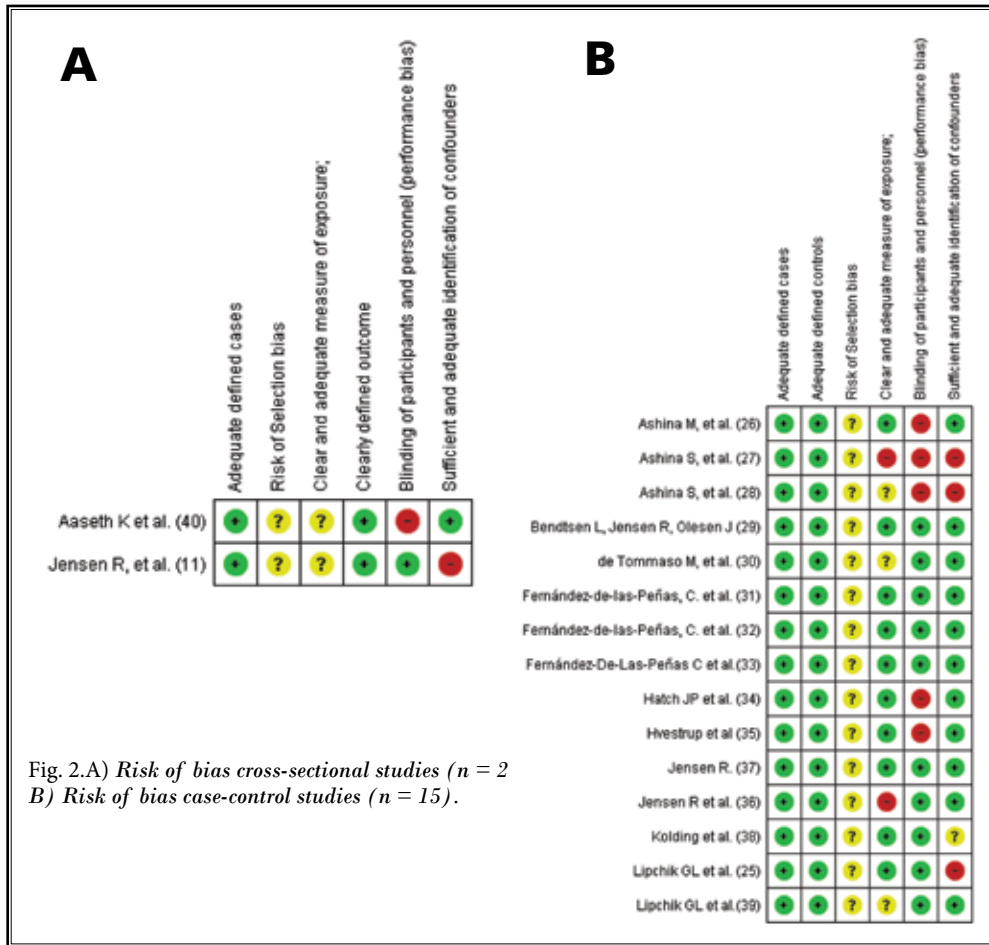 A
Adequate defined cases
Risk of Selection bias
Clear and adequate measure of exposure;
Clearly defined outcome
Blinding of participants and personnel (performance bias)
Sufficient and adequate identification of confounders
Aaseth K et al. (40) + ? ? + - +
Jensen R, et al. (11) + ? ? + + -
B
Adequate defined cases
Adequate defined controls
Risk of Selection bias
Clear and adequate measure of exposure;
Blinding of participants and personnel (performance bias)
Sufficient and adequate identification of confounders
Ashina M, et al. (26) + + ? + - +
Ashina S, et al. (27) + + ? - - -
Ashina S, et al. (28) + + ? ? - -
Bendtsen L, Jensen R, Olesen J (29) + + ? + + +
de Tommaso M, et al. (30) + + ? ? + +
Fernández-de-las-Peñas, C. et al. (31) + + ? + + +
Fernández-de-las-Peñas, C. et al. (32) + + ? + + +
Fernández-De-Las-Peñas C et al.(33) + + ? + + +
Hatch JP et al. (34) + + ? + - +
Hvestrup et al (35) + + ? + - +
Jensen R. (37) + + ? + + +
Jensen R et al. (36) + + ? - + +
Kolding et al. (38) + + ? + + ?
Lipchik GL et al. (25) + + ? + + -
Lipchik GL et al.(39) + + ? ? + +
Fig. 2.A) Risk of bias cross-sectional studies (n = 2
B) Risk of bias case-control studies (n = 15).